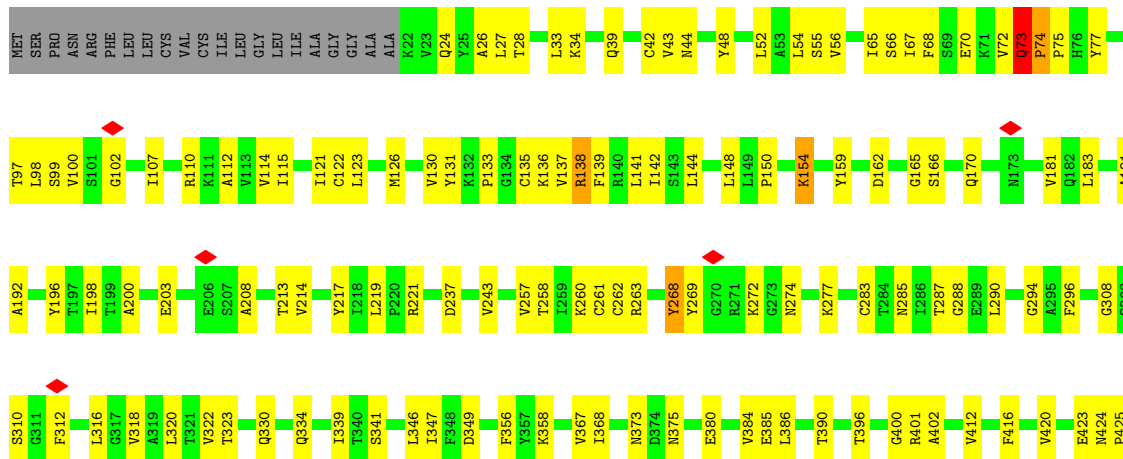 MET SER PRO ASN ARG PHE LEU LEU CYS VAL CYS ILE LEU GLY LEU ILE ALA GLY GLY ALA ALA K22 V23 Q24 Y25 A26 L27 T28 L33 K34 Q39 C42 V43 N44 Y48 L52 A53 L54 S55 V56 I65 S66 I67 F68 S69 E70 K71 V72 Q73 P74 P75 H76 Y77
T97 L98 S99 V100 S101 G102 I107 R110 K111 A112 V113 V114 I115 I121 C122 L123 M126 V130 Y131 K132 P133 G134 C135 K136 V137 R138 F139 R140 L141 I142 S143 L144 L148 L149 P150 K154 Y159 D162 G165 S166 Q170 N173 V181 Q182 L183
A192 Y196 T197 I198 T199 A200 E203 E206 S207 A208 T213 V214 Y217 I218 L219 P220 R221 D237 V243 V257 T258 I259 K260 C261 C262 R263 Y268 Y269 G270 R271 K272 G273 N274 K277 C283 T284 N285 I286 T287 G288 E289 L290 G294 A295 F296 G308
S310 G311 F312 L316 G317 V318 A319 L320 T321 V322 T323 Q330 Q334 I339 T340 S341 L346 I347 F348 D349 F356 Y357 K358 V367 I368 N373 D374 N375 E380 V384 E385 L386 T390 T396 G400 R401 A402 V412 F416 V420 E423 N424 P425